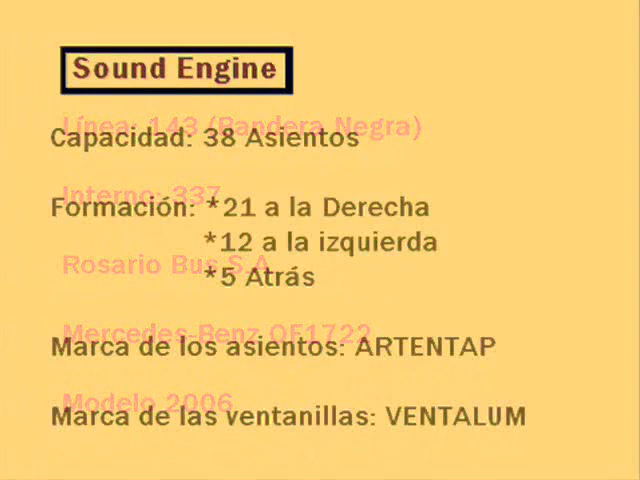 Sound Engine
Línea: 143 (Bandera Negra)
Capacidad: 38 Asientos
Interno: 337
Formación: *21 a la Derecha
*12 a la izquierda
Rosario Bus S.A
*5 Atrás
Mercedes-Benz OF1722
Marca de los asientos: ARTENTAP
Modelo 2006
Marca de las ventanillas: VENTALUM